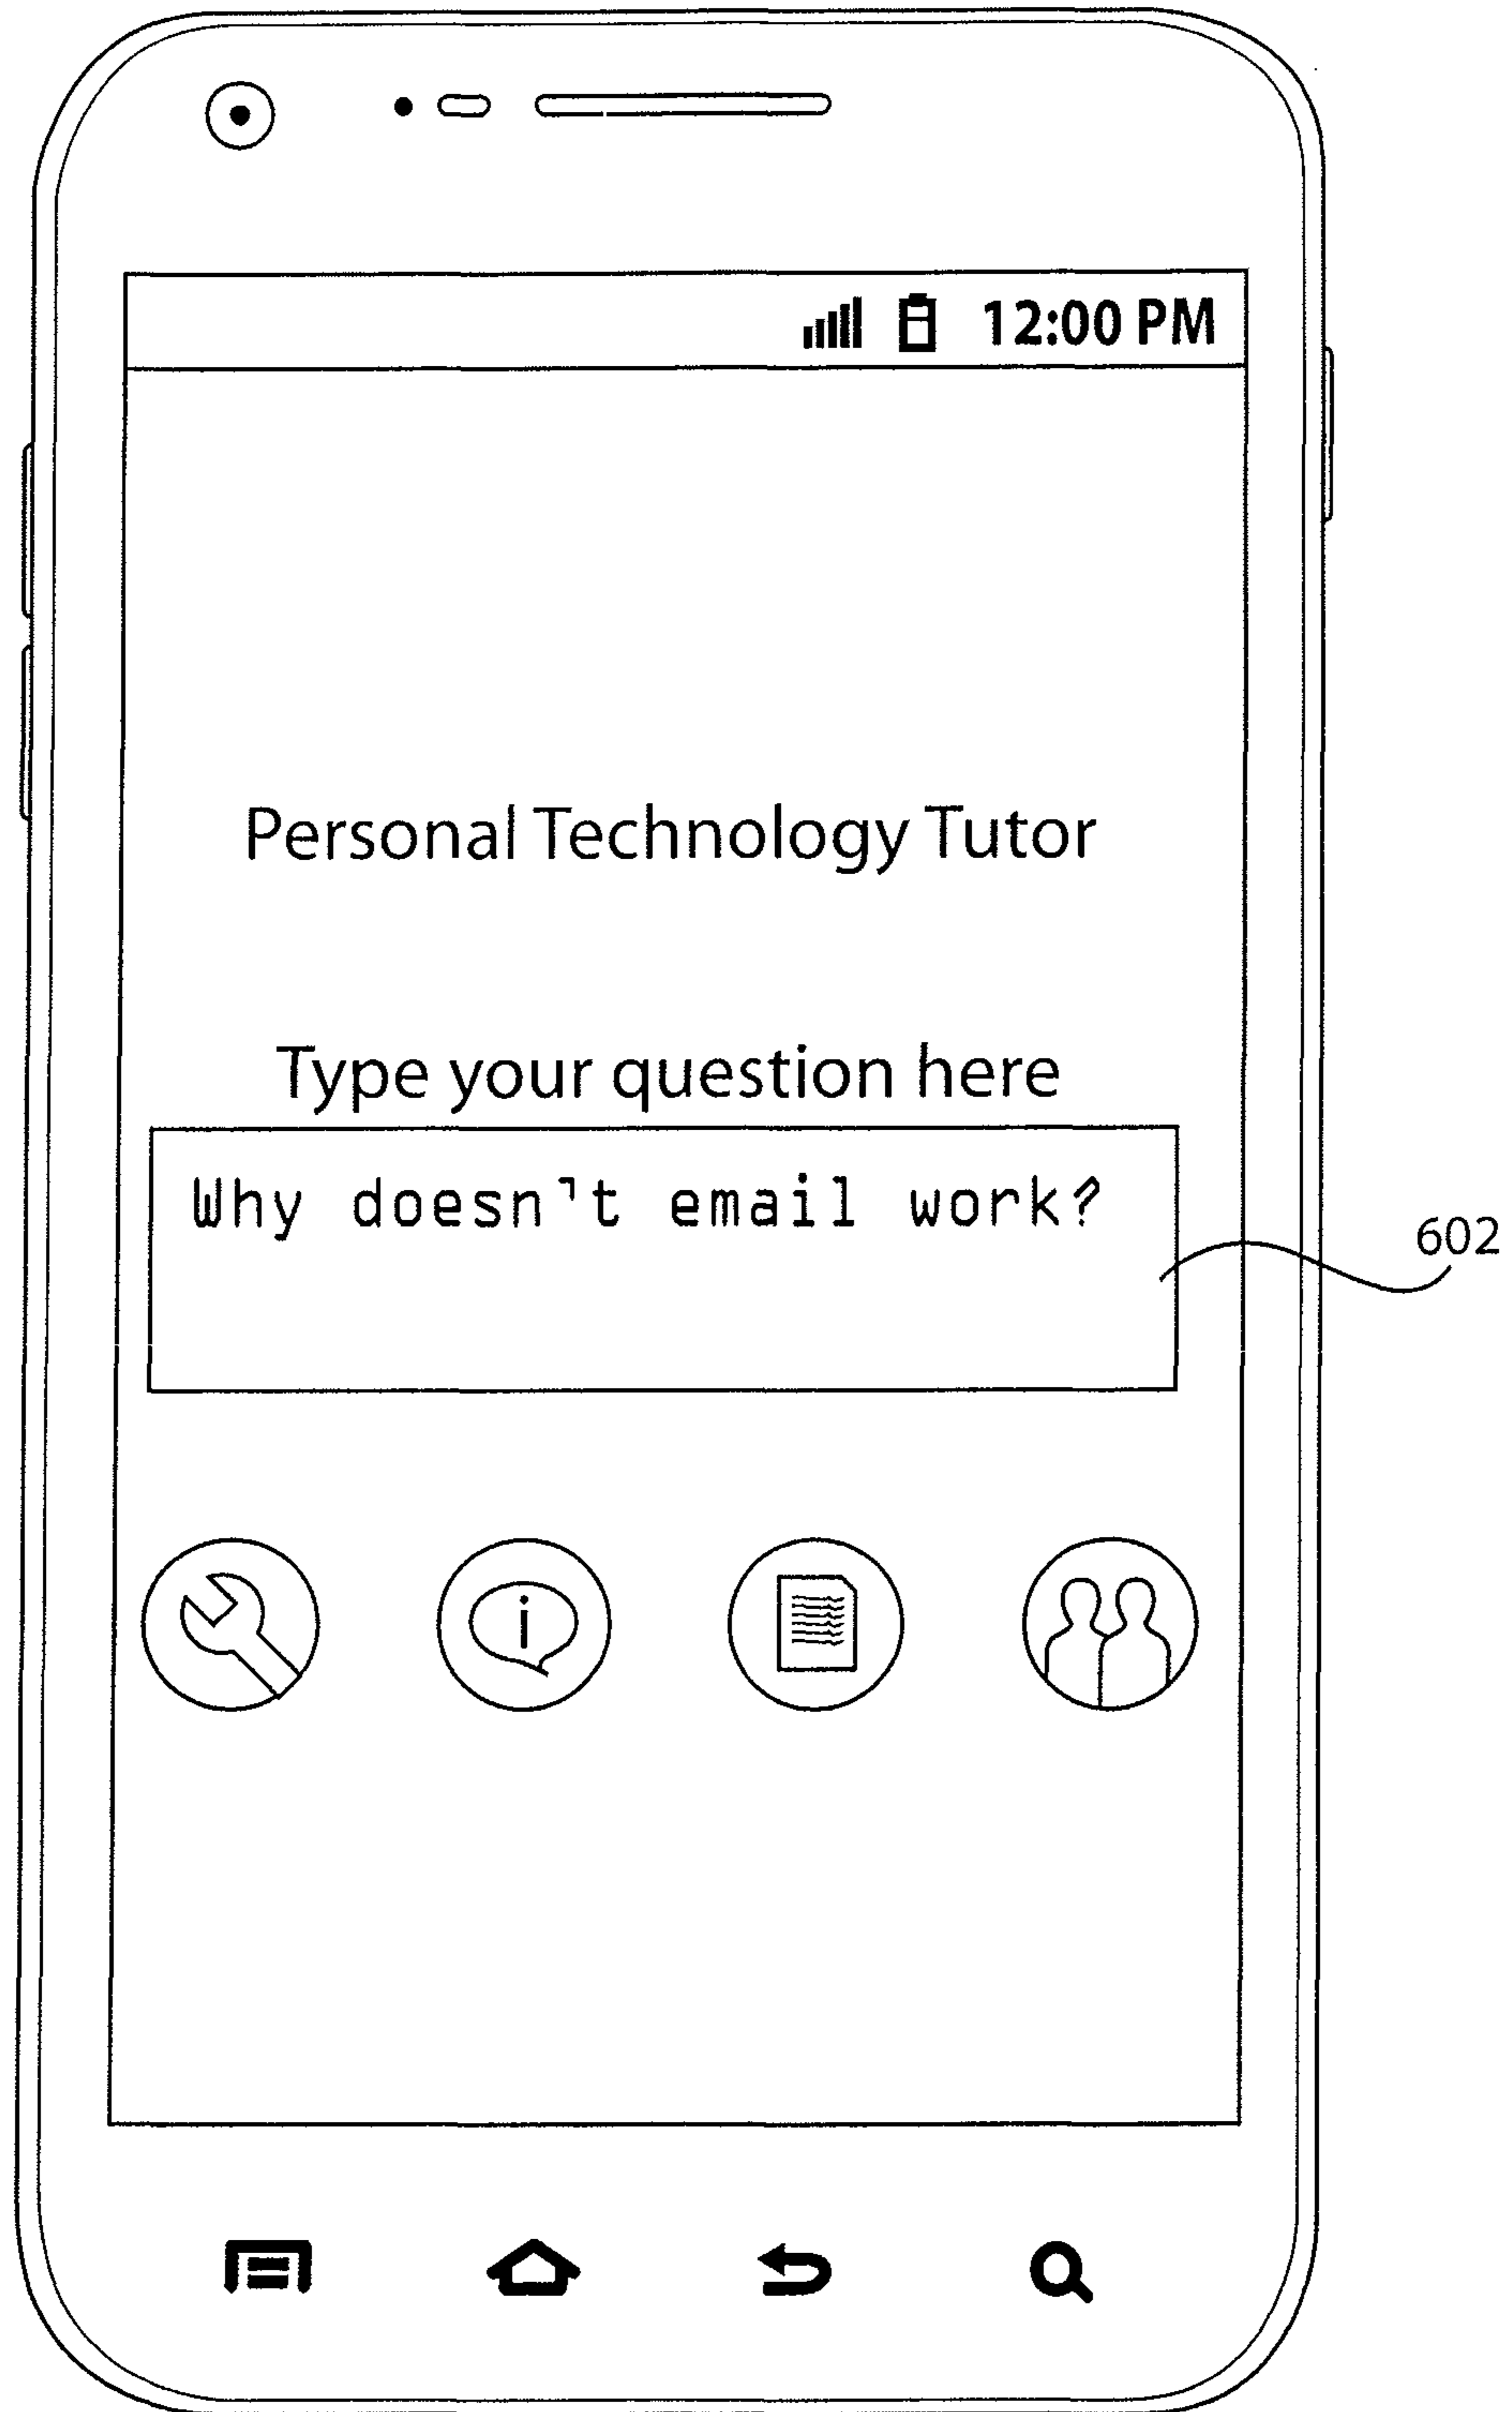 12:00 PM
Personal Technology Tutor
Type your question here
Why doesn't email work?
602
i